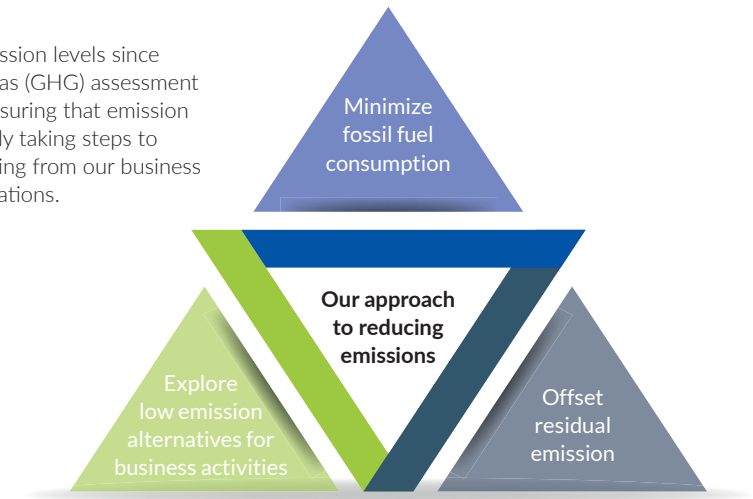 ssion levels since
as (GHG) assessment
suring that emission
ly taking steps to
ing from our business
ations.
Minimize
fossil fuel
consumption
Our approach
to reducing
emissions
Explore
low emission
alternatives for
business activities
Offset
residual
emission